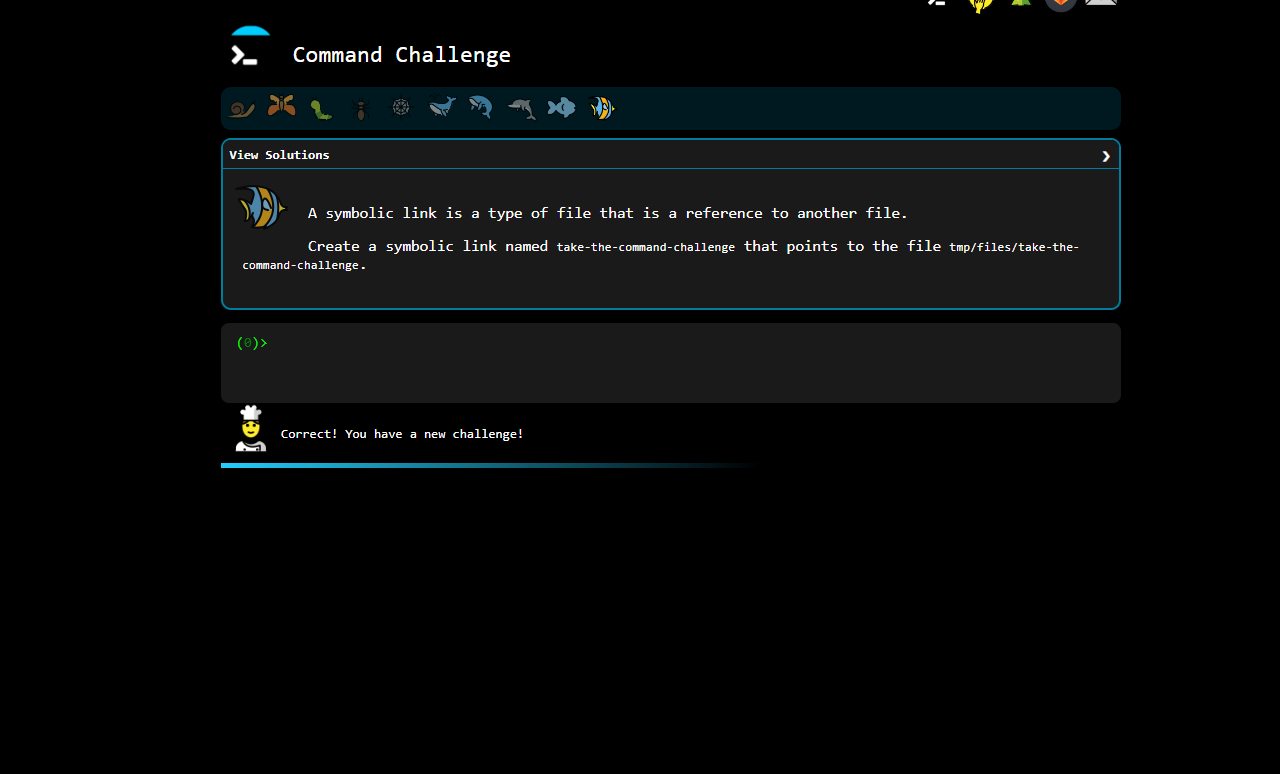 Command Challenge
View Solutions
A symbolic link is a type of file that is a reference to another file.
Create a symbolic link named take-the-command-challenge that points to the file tmp/files/take-the-
command-challenge.
(0)>
Correct! You have a new challenge!